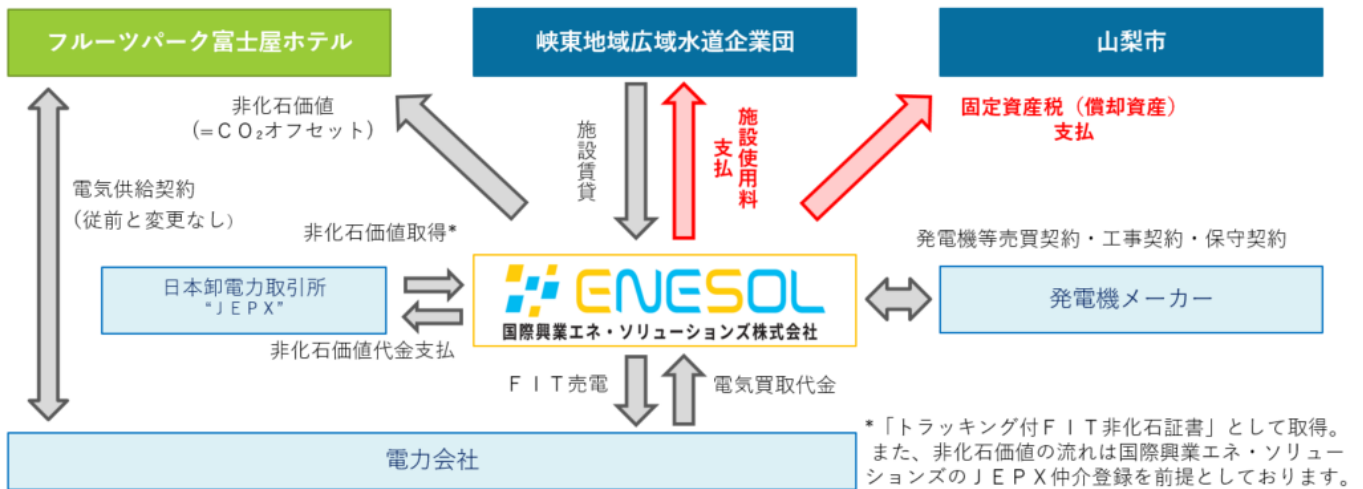 フルーツパーク富士屋ホテル
峡東地域広域水道企業団
山梨市
非化石価値
(=ＣＯ₂オフセット)
施設賃貸
施設使用料
支払
固定資産税（償却資産）
支払
電気供給契約
(従前と変更なし)
非化石価値取得*
発電機等売買契約・工事契約・保守契約
日本卸電力取引所
“ＪＥＰＸ”
ENESOL
国際興業エネ・ソリューションズ株式会社
発電機メーカー
非化石価値代金支払
ＦＩＴ売電
電気買取代金
電力会社
*「トラッキング付ＦＩＴ非化石証書」として取得。
また、非化石価値の流れは国際興業エネ・ソリュー
ションズのＪＥＰＸ仲介登録を前提としております。